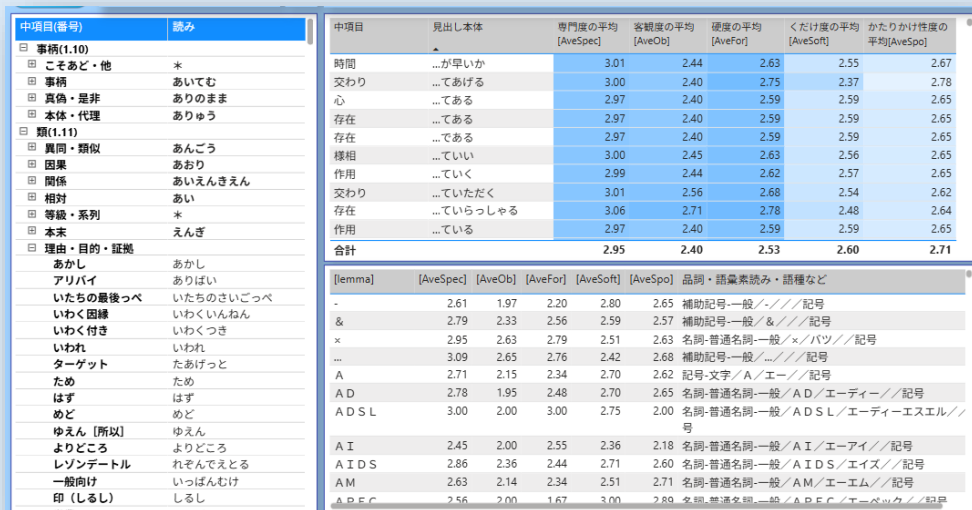 中項目(番号) 読み
事柄(1.10)
こそあど・他 ＊
事柄 あいてむ
真偽・是非 ありのまま
本体・代理 ありゅう
類(1.11)
異同・類似 あんごう
因果 あおり
関係 あいえんきえん
相対 あい
等級・系列 ＊
本末 えんぎ
理由・目的・証拠
あかし あかし
アリバイ ありばい
いたちの最後っぺ いたちのさいごっぺ
いわく因縁 いわくいんねん
いわく付き いわくつき
いわれ いわれ
ターゲット たあげっと
ため ため
はず はず
めど めど
ゆえん［所以］ ゆえん
よりどころ よりどころ
レゾンデートル れぞんでえとる
一般向け いっぱんむけ
印（しるし） しるし
中項目 見出し本体 専門度の平均 客観度の平均 硬度の平均 くだけ度の平均 かたりかけ性度の
[AveSpec] [AveOb] [AveFor] [AveSoft] 平均[AveSpo]
時間 …が早いか 3.01 2.44 2.63 2.55 2.67
交わり …てあげる 3.00 2.40 2.75 2.37 2.78
心 …てある 2.97 2.40 2.59 2.59 2.65
存在 …てある 2.97 2.40 2.59 2.59 2.65
存在 …である 2.97 2.40 2.59 2.59 2.65
様相 …ていい 3.00 2.45 2.63 2.56 2.65
作用 …ていく 2.99 2.44 2.62 2.57 2.65
交わり …ていただく 3.01 2.56 2.68 2.54 2.62
存在 …ていらっしゃる 3.06 2.71 2.78 2.48 2.64
作用 …ている 2.97 2.40 2.59 2.59 2.65
合計 2.95 2.40 2.53 2.60 2.71
[lemma] [AveSpec] [AveOb] [AveFor] [AveSoft] [AveSpo] 品詞・語彙素読み・語種など
- 2.61 1.97 2.20 2.80 2.65 補助記号-一般／-／／／記号
＆ 2.79 2.33 2.56 2.59 2.57 補助記号-一般／＆／／／記号
× 2.95 2.63 2.79 2.51 2.63 名詞-普通名詞-一般／×／バツ／／記号
… 3.09 2.65 2.76 2.42 2.68 補助記号-一般／…／／／記号
Ａ 2.71 2.15 2.34 2.70 2.62 記号-文字／Ａ／エー／／記号
ＡＤ 2.78 1.95 2.48 2.70 2.65 名詞-普通名詞-一般／ＡＤ／エーディー／／記号
ＡＤＳＬ 3.00 2.00 3.00 2.75 2.00 名詞-普通名詞-一般／ＡＤＳＬ／エーディーエスエル／／
号
ＡＩ 2.45 2.00 2.55 2.36 2.18 名詞-普通名詞-一般／ＡＩ／エーアイ／／記号
ＡＩＤＳ 2.86 2.36 2.44 2.71 2.60 名詞-普通名詞-一般／ＡＩＤＳ／エイズ／／記号
ＡＭ 2.63 2.14 2.34 2.51 2.71 名詞-普通名詞-一般／ＡＭ／エーエム／／記号
ＡＰＥＣ 2.56 2.00 1.67 3.00 2.89 名詞-普通名詞-一般／ＡＰＥＣ／エーペック／／記号